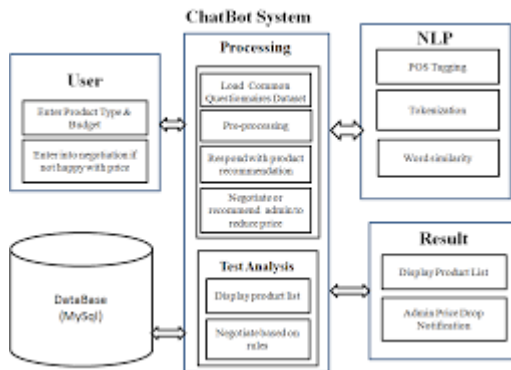 ChatBot System
User
Enter Product Type &
Budget
Enter into negotiation if
not happy with price
DataBase
(MySql)
Processing
Load Common
Questionnaires Dataset
Pre-processing
Respond with product
recommendation
Negotiate or
recommend admin to
reduce price
Test Analysis
Display product list
Negotiate based on
rules
NLP
POS Tagging
Tokenization
Word similarity
Result
Display Product List
Admin Price Drop
Notification